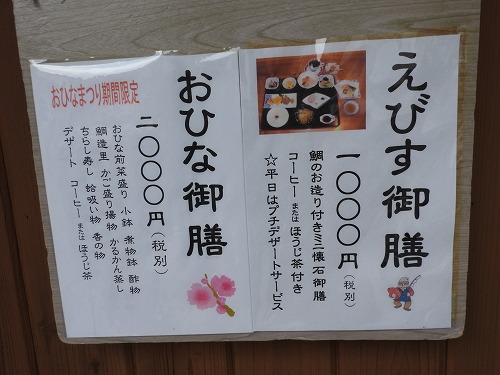 えびす御膳
一〇〇〇円（税別）
鯛のお造り付きミニ懐石御膳
コーヒーまたはほうじ茶付き
☆平日はプチデザートサービス
おひな御膳
おひなまつり期間限定
二〇〇〇円（税別）
おひな前菜盛り 小鉢 煮物鉢 酢物
鯛造里 かご盛り揚物 かるかん蒸し
ちらし寿し 蛤吸い物 香の物
デザート コーヒーまたはほうじ茶